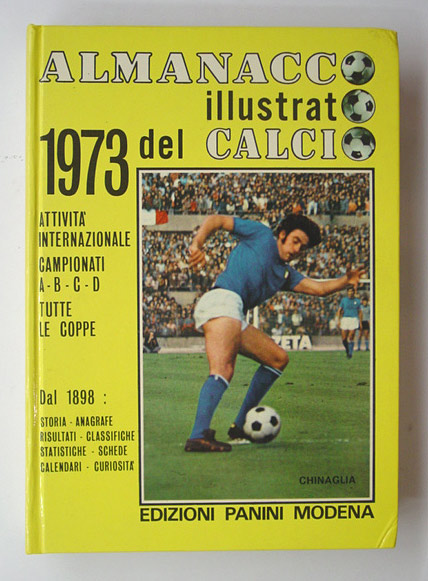 ALMANACCO
illustrato
1973 del CALCIO
ATTIVITA'
INTERNAZIONALE
CAMPIONATI
A-B-C-D
TUTTE
LE COPPE
Dal 1898 :
STORIA - ANAGRAFE
RISULTATI - CLASSIFICHE
STATISTICHE - SCHEDE
CALENDARI - CURIOSITA'
ZETA
CHINAGLIA
EDIZIONI PANINI MODENA